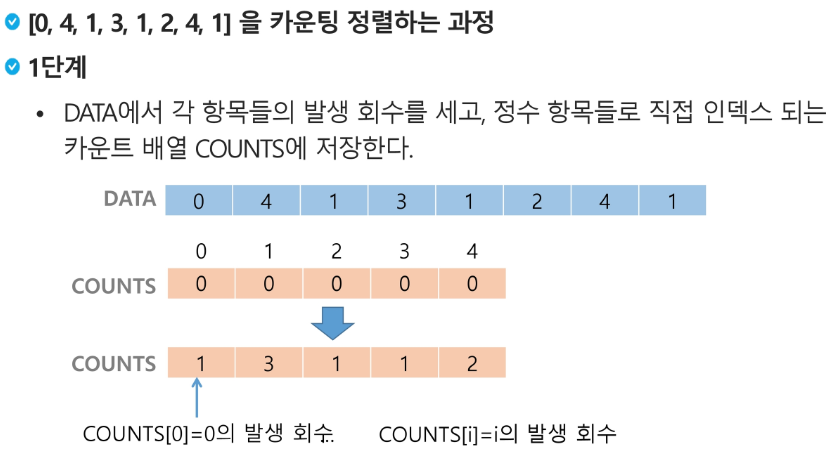 [0, 4, 1, 3, 1, 2, 4, 1] 을 카운팅 정렬하는 과정
1단계
• DATA에서 각 항목들의 발생 회수를 세고, 정수 항목들로 직접 인덱스 되는
카운트 배열 COUNTS에 저장한다.
DATA 0 4 1 3 1 2 4 1
0 1 2 3 4
COUNTS 0 0 0 0 0
COUNTS 1 3 1 1 2
COUNTS[0]=0의 발생 회수.. COUNTS[i]=i의 발생 회수